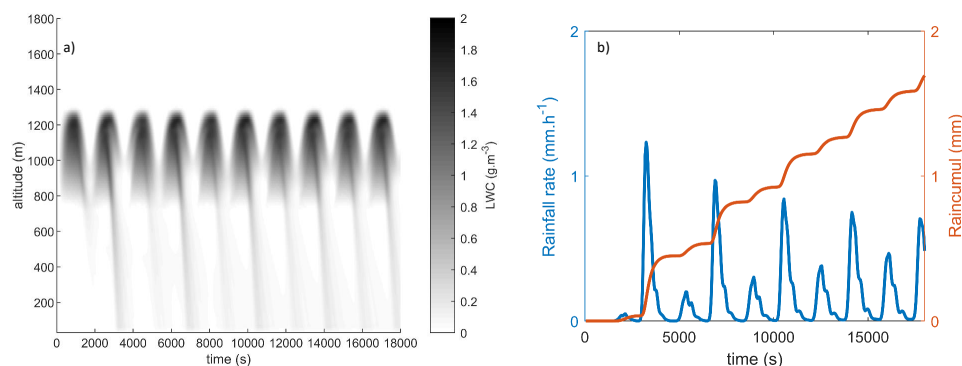 a)
1800
1600
1400
1200
1000
800
600
400
200
altitude (m)
0 2000 4000 6000 8000 10000 12000 14000 16000 18000
time (s)
2
1.8
1.6
1.4
1.2
1
0.8
0.6
0.4
0.2
0
LWC (g.m-3)
b)
2
1
0
Rainfall rate (mm.h-1)
0 5000 10000 15000
time (s)
2
1
0
Raincumul (mm)